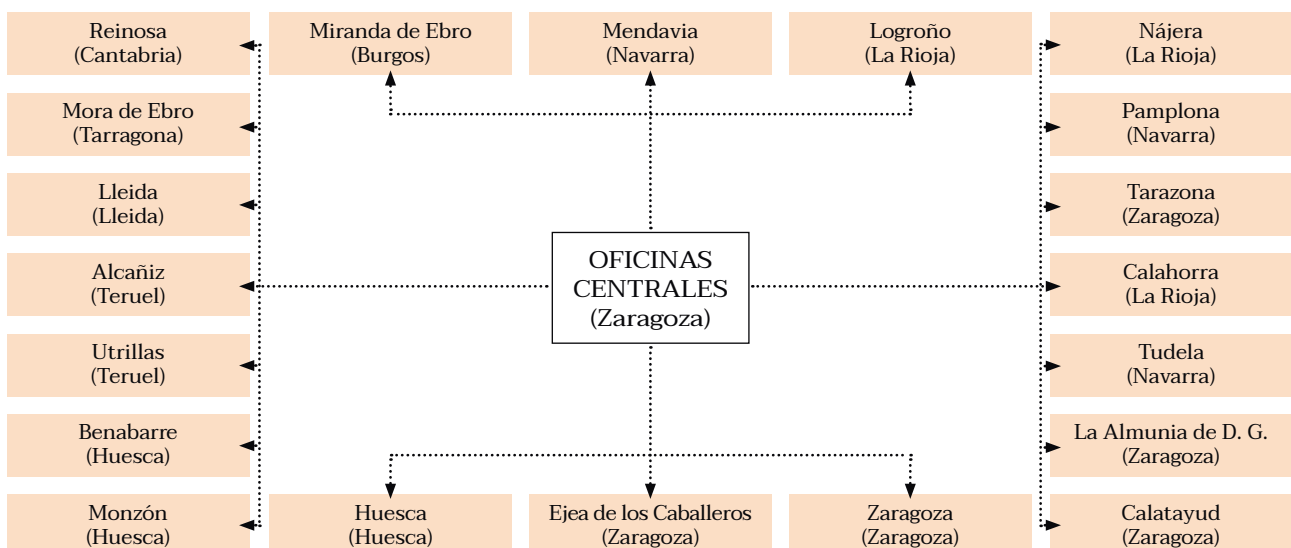 Reinosa
(Cantabria)
Miranda de Ebro
(Burgos)
Mendavia
(Navarra)
Logroño
(La Rioja)
Nájera
(La Rioja)
Mora de Ebro
(Tarragona)
Pamplona
(Navarra)
Lleida
(Lleida)
Tarazona
(Zaragoza)
Alcañiz
(Teruel)
OFICINAS
CENTRALES
(Zaragoza)
Calahorra
(La Rioja)
Utrillas
(Teruel)
Tudela
(Navarra)
Benabarre
(Huesca)
La Almunia de D. G.
(Zaragoza)
Monzón
(Huesca)
Huesca
(Huesca)
Ejea de los Caballeros
(Zaragoza)
Zaragoza
(Zaragoza)
Calatayud
(Zaragoza)